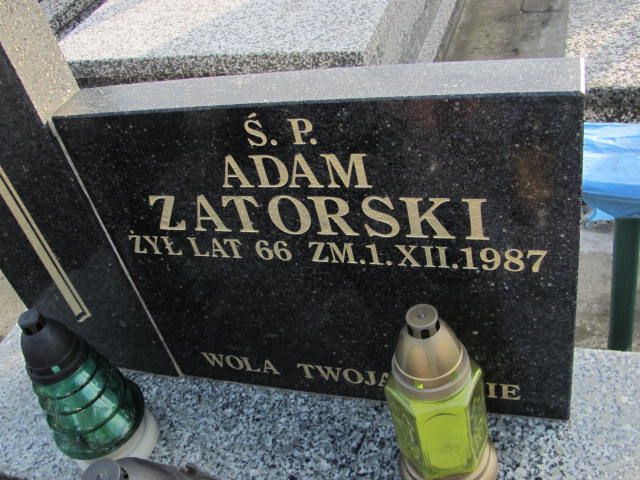 Ś. P.
ADAM
ZATORSKI
ŻYŁ LAT 66 ZM.1.XII.1987
WOLA TWOJA